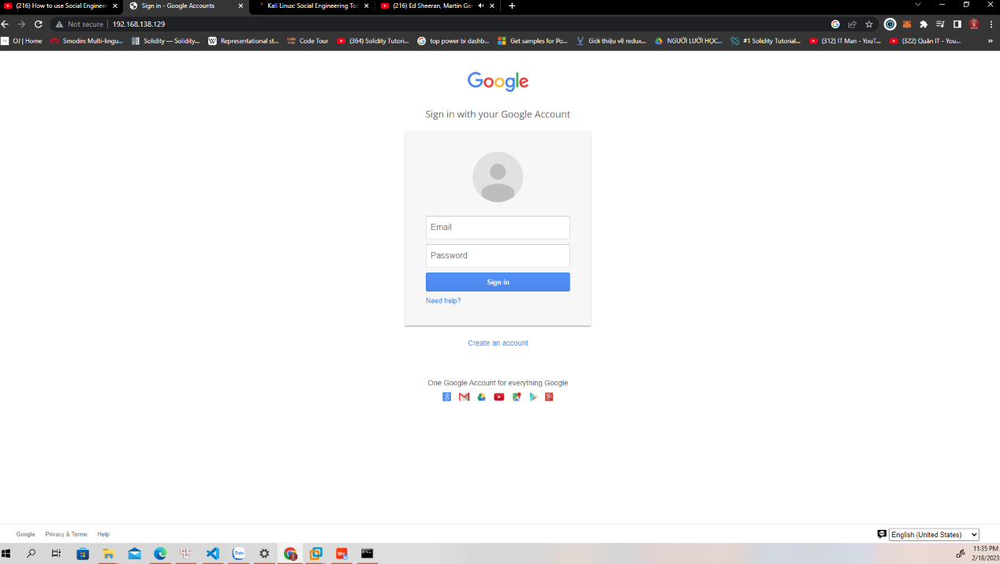 (216) How to use Social Engineer
Sign in - Google Accounts
Kali Linux: Social Engineering Too
(216) Ed Sheeran, Martin Gar
Not secure
192.168.138.129
OJ | Home
Smodin: Multi-lingu...
Solidity — Solidity...
Representational st...
Code Tour
(364) Solidity Tutori...
top power bi dashb...
Get samples for Po...
Giới thiệu về redux...
NGƯỜI LƯỜI HỌC...
#1 Solidity Tutorial...
(312) IT Man - YouT...
(322) Quân IT - You...
»
Google
Sign in with your Google Account
Email
Password
Sign in
Need help?
Create an account
One Google Account for everything Google
Google
Privacy & Terms
Help
English (United States)
Zalo
11:35 PM
2/18/2023